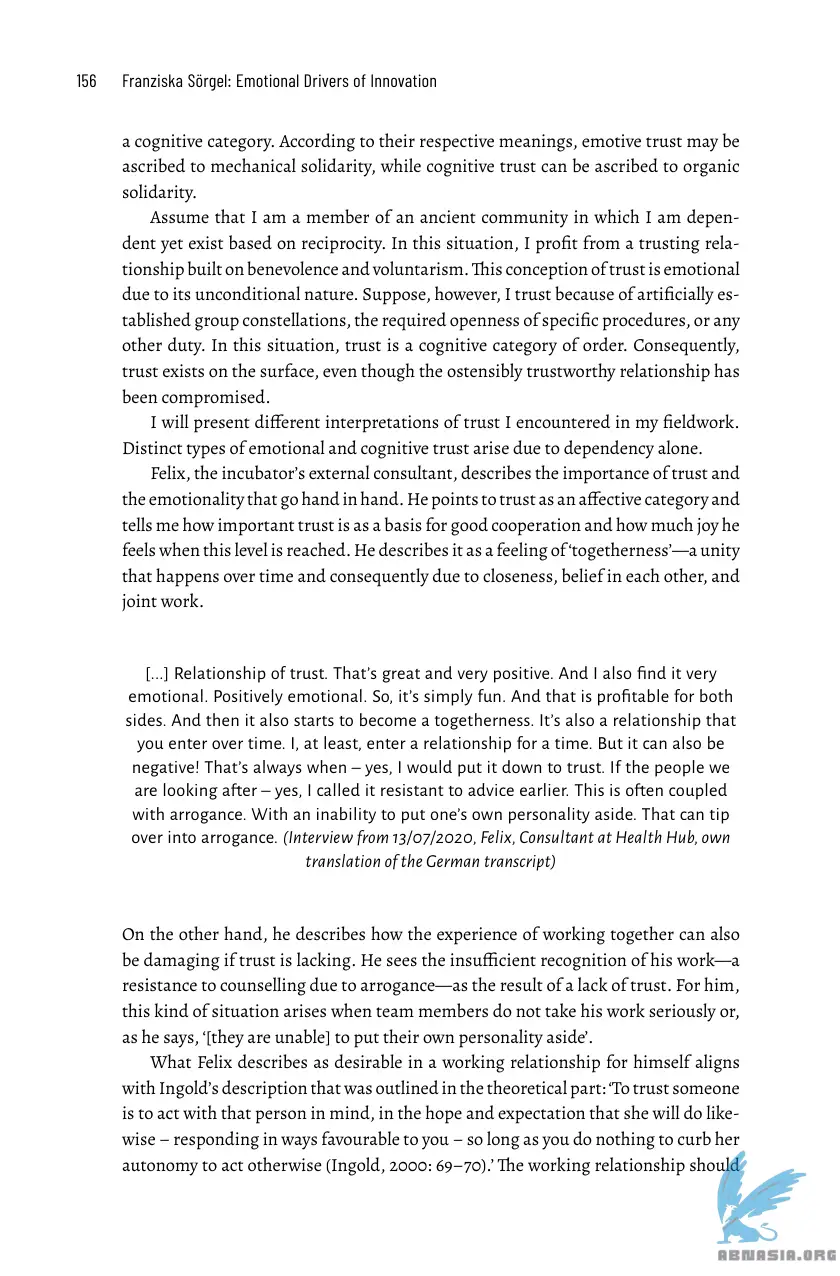 156 Franziska Sörgel: Emotional Drivers of Innovation
a cognitive category. According to their respective meanings, emotive trust may be
ascribed to mechanical solidarity, while cognitive trust can be ascribed to organic
solidarity.
Assume that I am a member of an ancient community in which I am depen-
dent yet exist based on reciprocity. In this situation, I profit from a trusting rela-
tionship built on benevolence and voluntarism. This conception of trust is emotional
due to its unconditional nature. Suppose, however, I trust because of artificially es-
tablished group constellations, the required openness of specific procedures, or any
other duty. In this situation, trust is a cognitive category of order. Consequently,
trust exists on the surface, even though the ostensibly trustworthy relationship has
been compromised.
I will present different interpretations of trust I encountered in my fieldwork.
Distinct types of emotional and cognitive trust arise due to dependency alone.
Felix, the incubator’s external consultant, describes the importance of trust and
the emotionality that go hand in hand. He points to trust as an affective category and
tells me how important trust is as a basis for good cooperation and how much joy he
feels when this level is reached. He describes it as a feeling of ‘togetherness’—a unity
that happens over time and consequently due to closeness, belief in each other, and
joint work.
[...] Relationship of trust. That’s great and very positive. And I also find it very
emotional. Positively emotional. So, it’s simply fun. And that is profitable for both
sides. And then it also starts to become a togetherness. It’s also a relationship that
you enter over time. I, at least, enter a relationship for a time. But it can also be
negative! That’s always when – yes, I would put it down to trust. If the people we
are looking after – yes, I called it resistant to advice earlier. This is often coupled
with arrogance. With an inability to put one’s own personality aside. That can tip
over into arrogance. (Interview from 13/07/2020, Felix, Consultant at Health Hub, own
translation of the German transcript)
On the other hand, he describes how the experience of working together can also
be damaging if trust is lacking. He sees the insufficient recognition of his work—a
resistance to counselling due to arrogance—as the result of a lack of trust. For him,
this kind of situation arises when team members do not take his work seriously or,
as he says, ‘[they are unable] to put their own personality aside’.
What Felix describes as desirable in a working relationship for himself aligns
with Ingold’s description that was outlined in the theoretical part: ‘To trust someone
is to act with that person in mind, in the hope and expectation that she will do like-
wise – responding in ways favourable to you – so long as you do nothing to curb her
autonomy to act otherwise (Ingold, 2000: 69–70).’ The working relationship should
ABNASIA.ORG